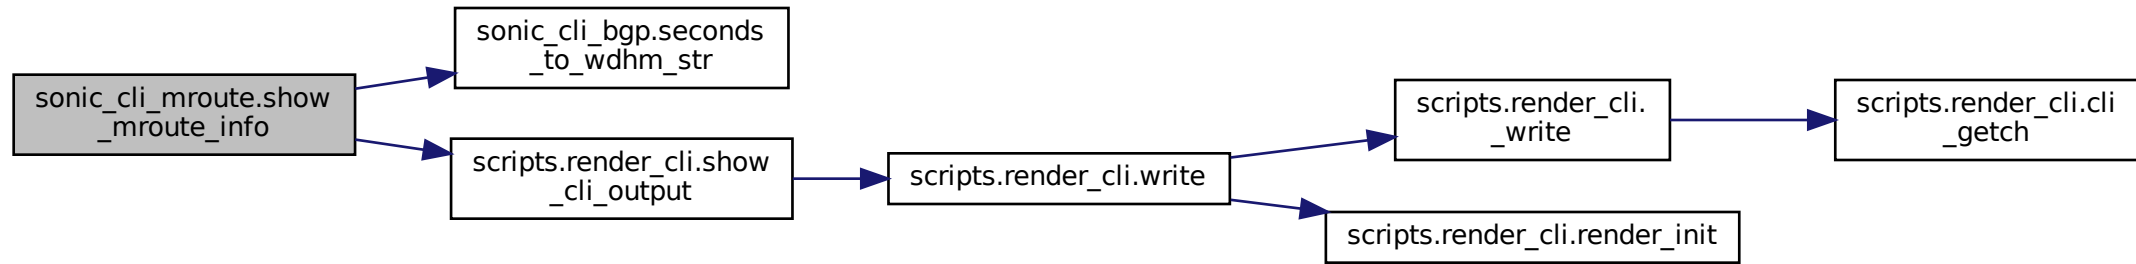 sonic_cli_mroute.show
_mroute_info
sonic_cli_bgp.seconds
_to_wdhm_str
scripts.render_cli.show
_cli_output
scripts.render_cli.write
scripts.render_cli.
_write
scripts.render_cli.cli
_getch
scripts.render_cli.render_init